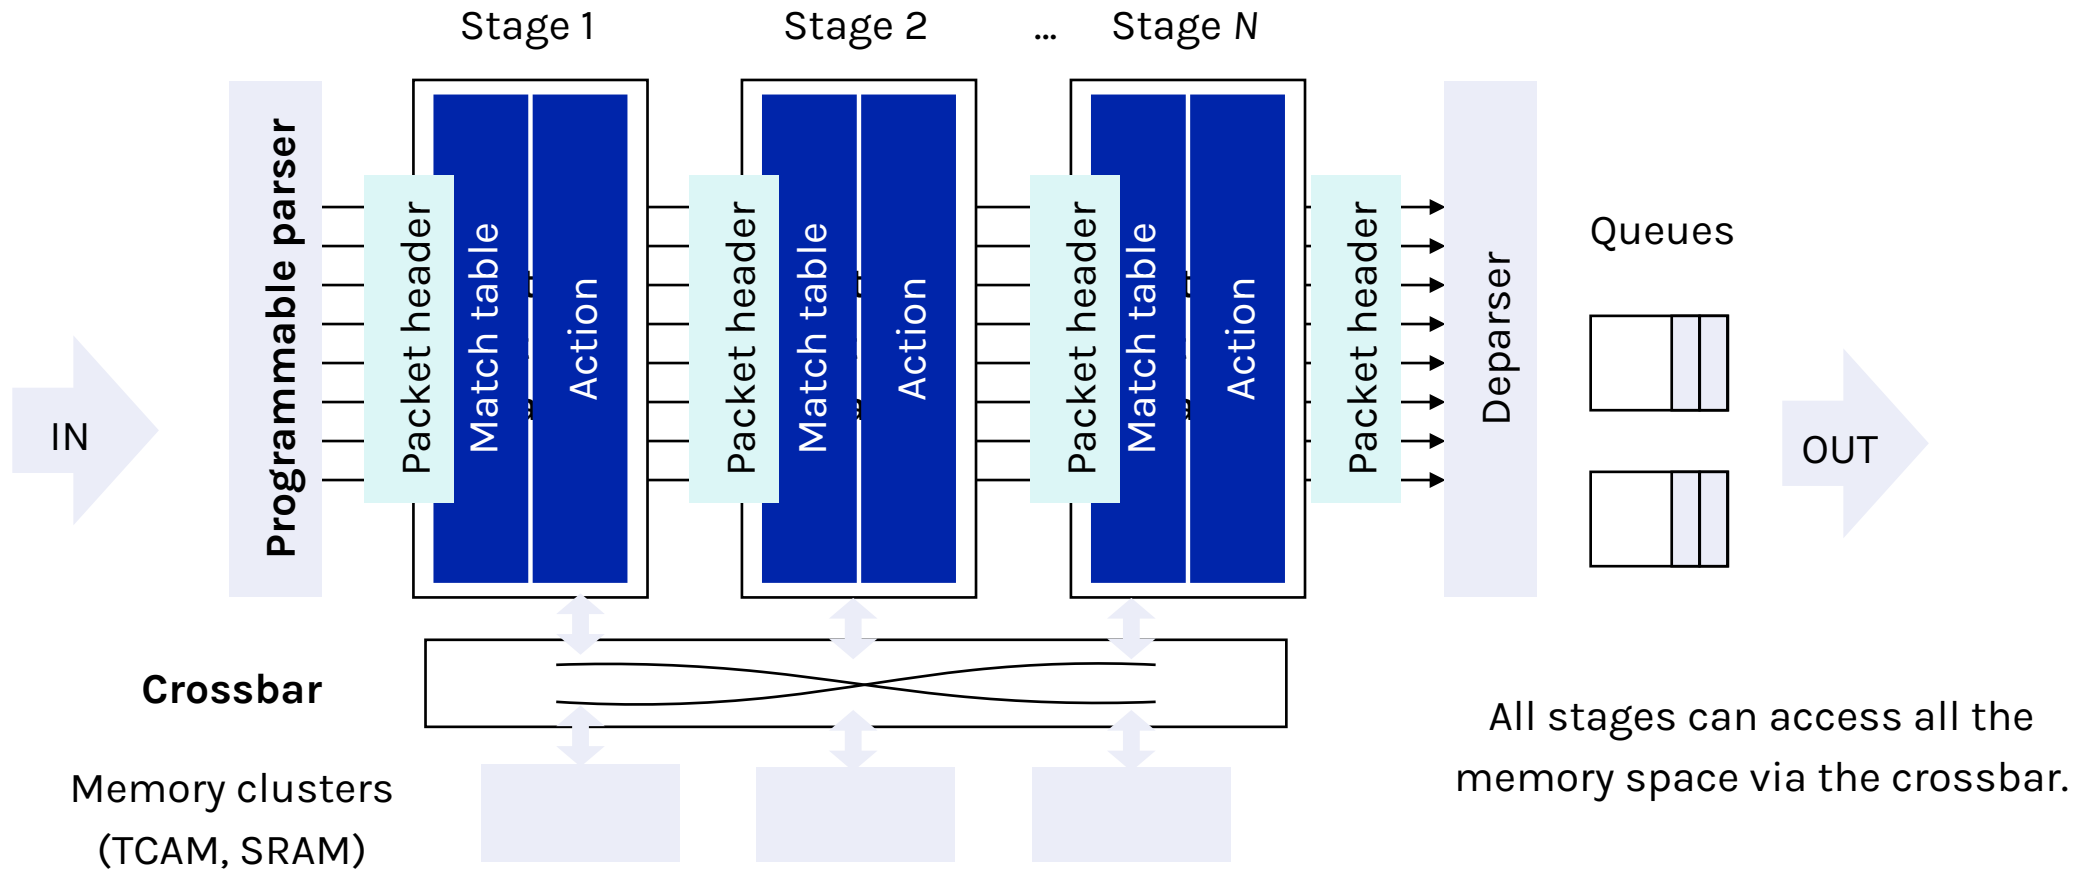 Stage 1
Stage 2
...
Stage N
Programmable parser
Packet header
Match table
Action
Packet header
Match table
Action
Packet header
Match table
Action
Packet header
Deparser
Queues
IN
OUT
Crossbar
Memory clusters
(TCAM, SRAM)
All stages can access all the
memory space via the crossbar.